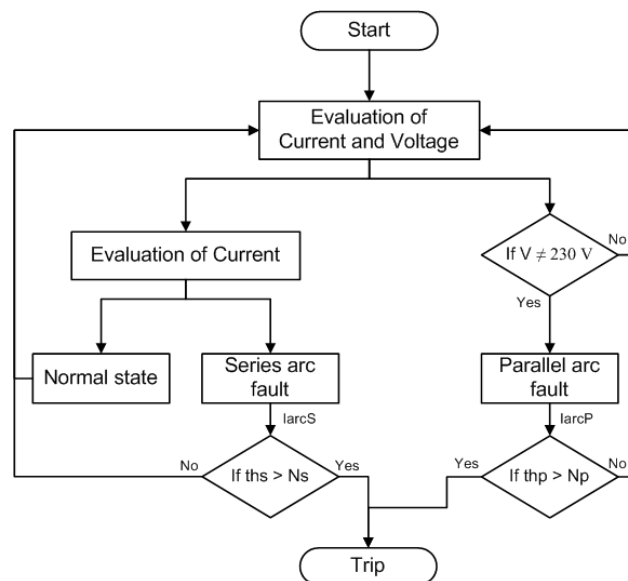 Start
Evaluation of
Current and Voltage
Evaluation of Current
If V ≠ 230 V
No
Yes
Normal state
Series arc
fault
Parallel arc
fault
IarcS
IarcP
No
If ths > Ns
Yes
Yes
If thp > Np
No
Trip